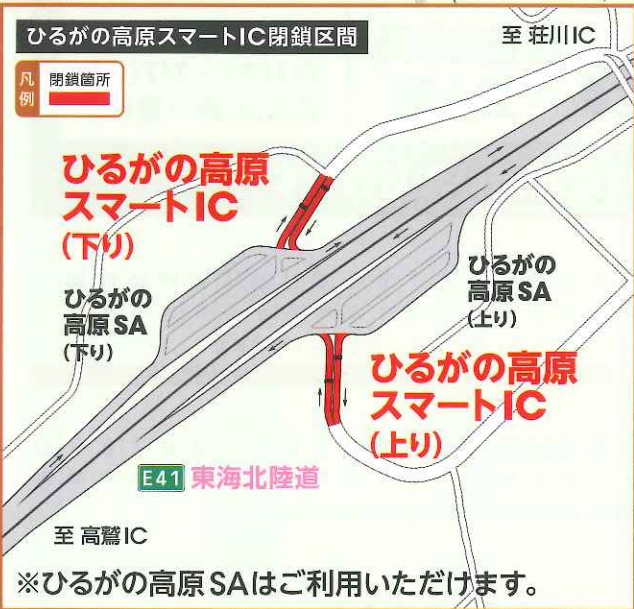 ひるがの高原スマートIC閉鎖区間
至 荘川IC
凡例
閉鎖箇所
ひるがの高原
スマートIC
(下り)
ひるがの
高原SA
(下り)
ひるがの
高原SA
(上り)
ひるがの高原
スマートIC
(上り)
E41 東海北陸道
至 高鷲IC
※ひるがの高原SAはご利用いただけます。